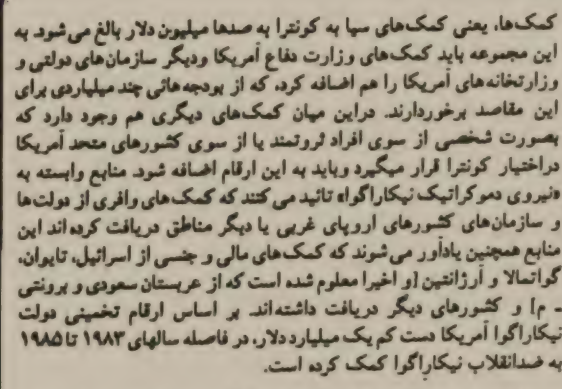 کمک‌ها، یعنی کمک‌های سیا به کونترا به صدها میلیون دلار بالغ می‌شود. به
این مجموعه باید کمک‌های وزارت دفاع آمریکا ودیگر سازمان‌های دولتی و
وزارتخانه‌های آمریکا را هم اضافه کرد، که از بودجه‌هائی چند میلیاردی برای
این مقاصد برخوردارند. دراین میان کمک‌های دیگری هم وجود دارد که
بصورت شخصی از سوی افراد ثروتمند یا از سوی کشورهای متحد آمریکا
دراختیار کونترا قرار میگیرد وباید به این ارقام اضافه شود. منابع وابسته به
«نیروی دموکراتیک نیکاراگوا» تائید می‌کنند که کمک‌های وافری از دولت‌ها
و سازمان‌های کشورهای اروپای غربی یا دیگر مناطق دریافت کرده‌اند این
منابع همچنین یادآور می‌شوند که کمک‌های مالی و جنسی از اسرائیل، تایوان،
گواتمالا و آرژانتین [و اخیرا معلوم شده است که از عربستان سعودی و برونئی
ـ م] و کشورهای دیگر دریافت داشته‌اند. بر اساس ارقام تخمینی دولت
نیکاراگوا آمریکا دست کم یک میلیارد دلار، در فاصله سالهای ۱۹۸۳ تا ۱۹۸۵
به ضدانقلاب نیکاراگوا کمک کرده است.